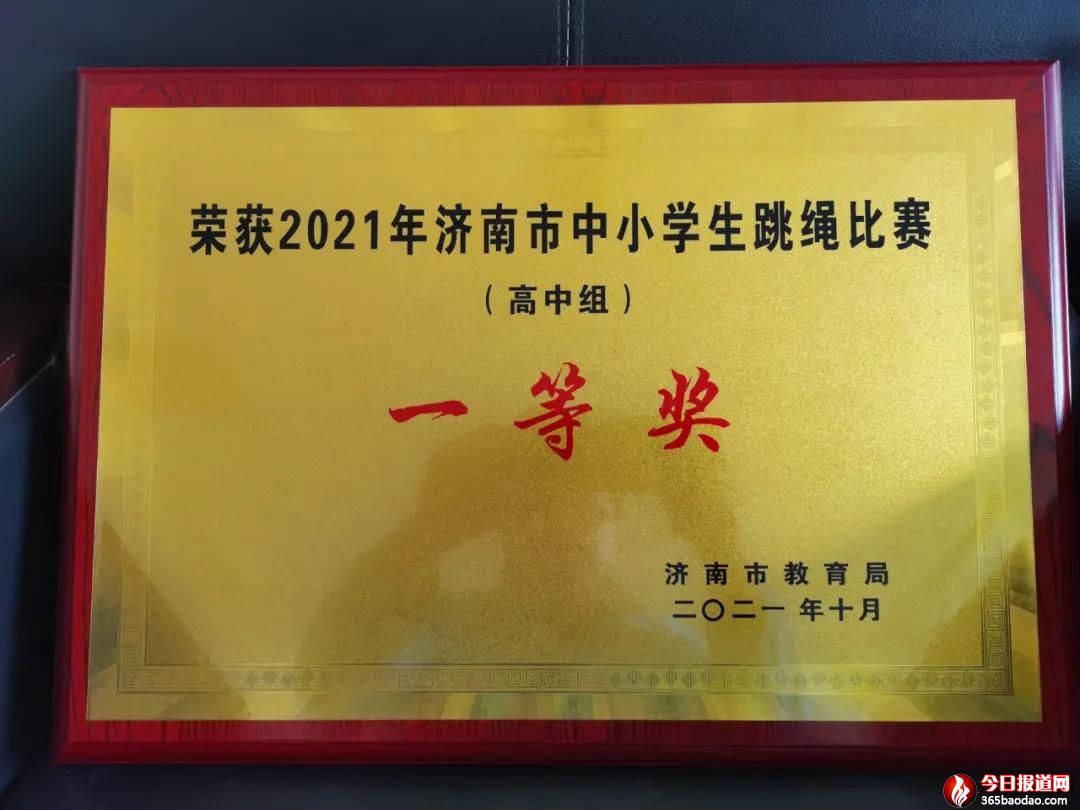 荣获2021年济南市中小学生跳绳比赛
（高中组）
一等奖
济南市教育局
二〇二一年十月
今日报道网
365baodao.com